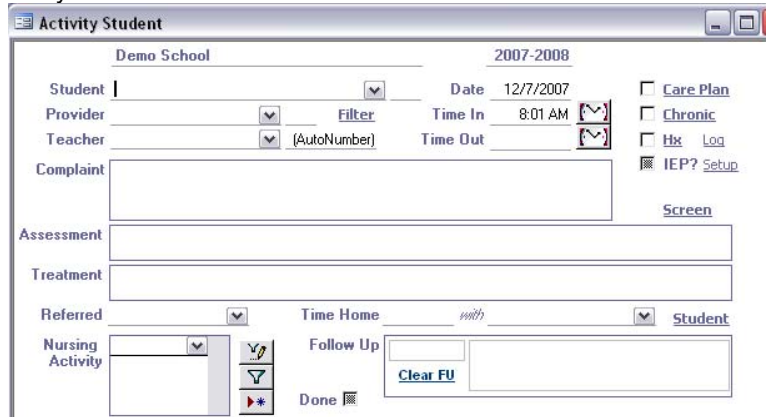 Activity Student
Demo School 2007-2008
Student Date 12/7/2007 Care Plan
Provider Filter Time In 8:01 AM Chronic
Teacher (AutoNumber) Time Out Hx Log
Complaint IEP? Setup
Screen
Assessment
Treatment
Referred Time Home with Student
Nursing Activity Follow Up
Clear FU
Done